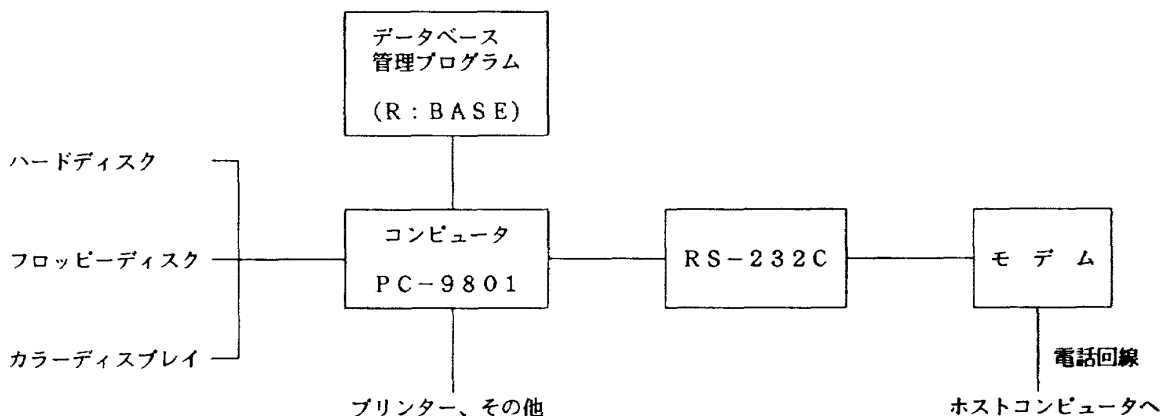 データベース
管理プログラム
(R:BASE)
ハードディスク
コンピュータ
PC-9801
フロッピーディスク
RS-232C
モデム
カラーディスプレイ
電話回線
プリンター、その他
ホストコンピュータへ